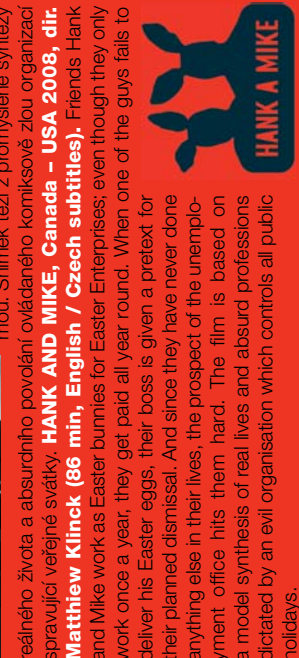 mou. Snímek těží z promyšlené syntézy
reálného života a absurdního povolání ovládaného komiksově zlou organizací
spravující veřejné svátky. HANK AND MIKE, Canada – USA 2008, dir.
Matthiew Klinck (86 min, English / Czech subtitles). Friends Hank
and Mike work as Easter bunnies for Easter Enterprises; even though they only
work once a year, they get paid all year round. When one of the guys fails to
deliver his Easter eggs, their boss is given a pretext for
their planned dismissal. And since they have never done
anything else in their lives, the prospect of the unemplo-
yment office hits them hard. The film is based on
a model synthesis of real lives and absurd professions
dictated by an evil organisation which controls all public
holidays.
HANK A MIKE